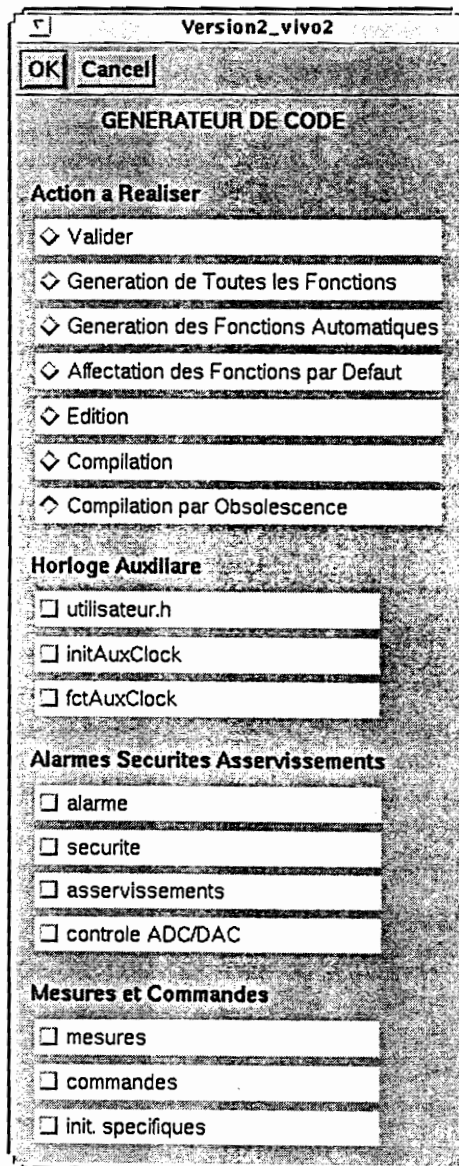 Version2_vivo2
OK Cancel
GENERATEUR DE CODE
Action a Realiser
Valider
Generation de Toutes les Fonctions
Generation des Fonctions Automatiques
Affectation des Fonctions par Defaut
Edition
Compilation
Compilation par Obsolescence
Horloge Auxiliare
utilisateur.h
initAuxClock
fctAuxClock
Alarmes Securites Asservissements
alarme
securite
asservissements
controle ADC/DAC
Mesures et Commandes
mesures
commandes
init. specifiques